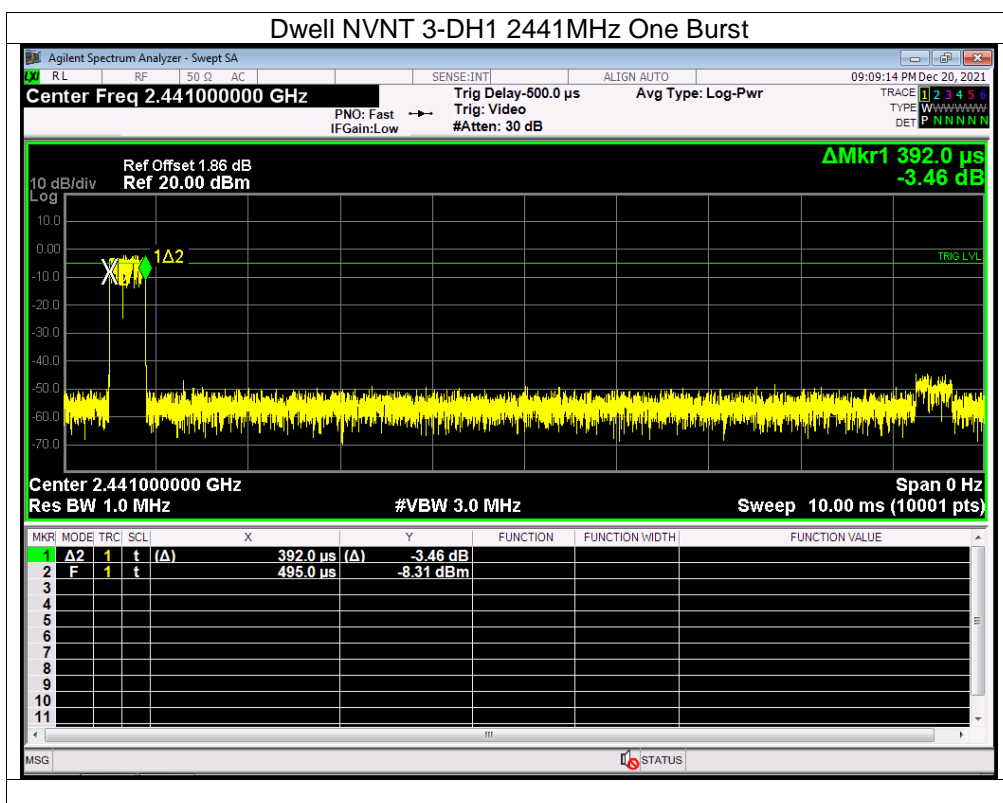 Dwell NVNT 3-DH1 2441MHz One Burst
Agilent Spectrum Analyzer - Swept SA
LXI RL RF 50 Ω AC SENSE:INT ALIGN AUTO 09:09:14 PM Dec 20, 2021
Center Freq 2.441000000 GHz Trig Delay-500.0 µs Avg Type: Log-Pwr TRACE 1 2 3 4 5 6
PNO: Fast Trig: Video TYPE WWWWWWW
IFGain:Low #Atten: 30 dB DET P N N N N N
ΔMkr1 392.0 µs
-3.46 dB
Ref Offset 1.86 dB
10 dB/div Ref 20.00 dBm
Log
10.0
0.00
1Δ2
TRIG LVL
-10.0
-20.0
-30.0
-40.0
-50.0
-60.0
-70.0
Center 2.441000000 GHz Span 0 Hz
Res BW 1.0 MHz #VBW 3.0 MHz Sweep 10.00 ms (10001 pts)
MKR MODE TRC SCL X Y FUNCTION FUNCTION WIDTH FUNCTION VALUE
1 Δ2 1 t (Δ) 392.0 µs (Δ) -3.46 dB
2 F 1 t 495.0 µs -8.31 dBm
3
4
5
6
7
8
9
10
11
MSG STATUS